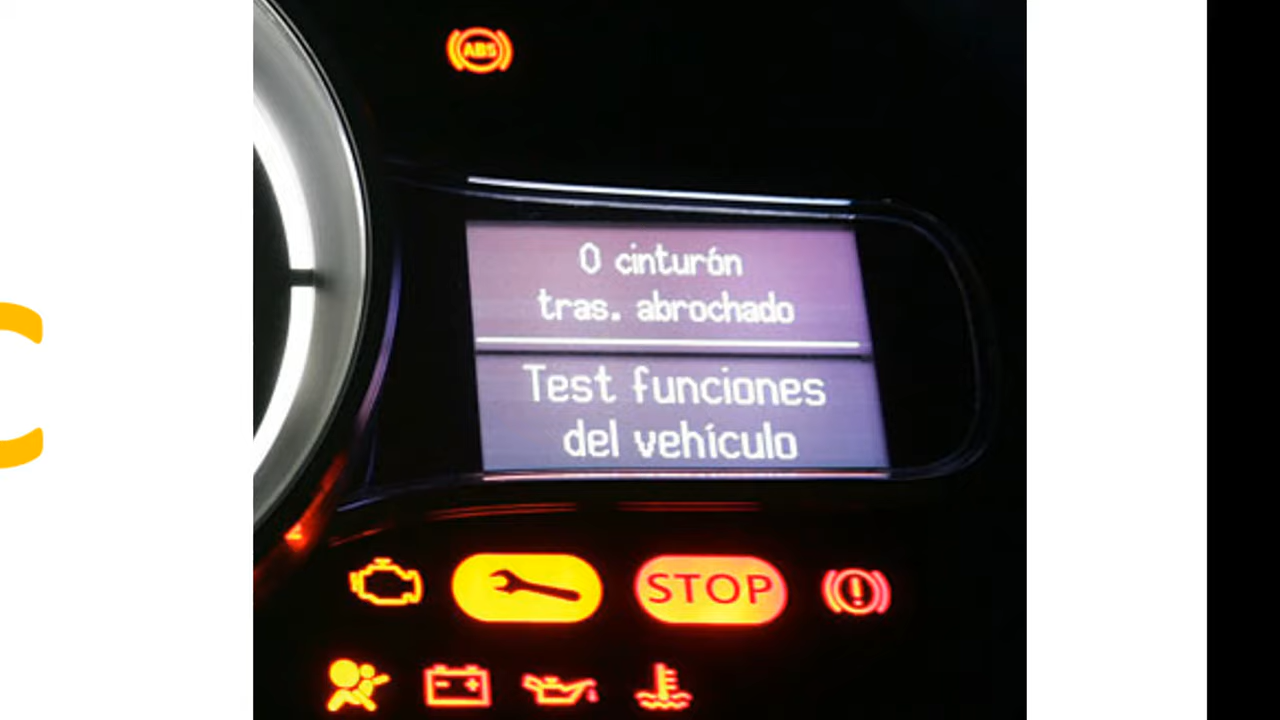 ABS
0 cinturón
tras. abrochado
Test funciones
del vehículo
STOP